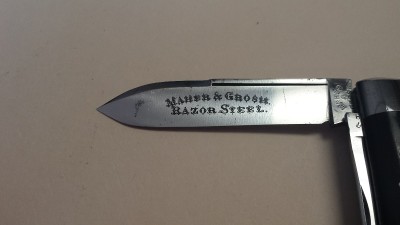 MAHER & GROSH.
RAZOR STEEL.